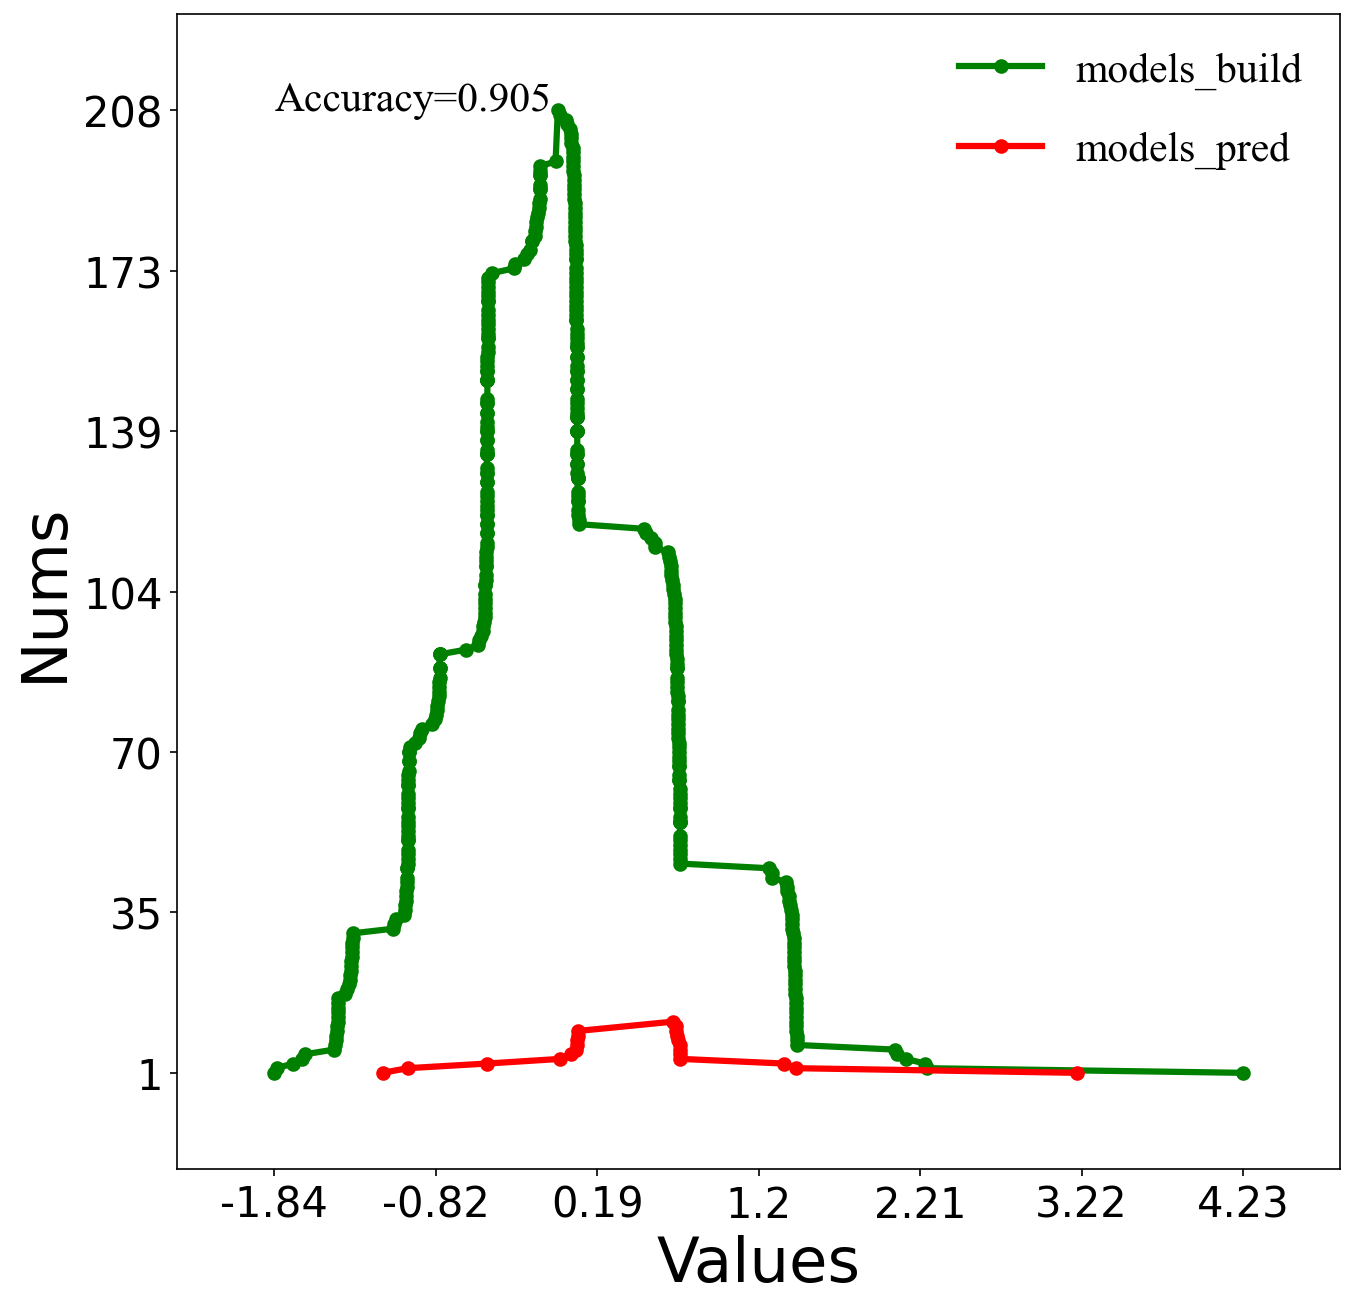 models_build
Accuracy=0.905
models_pred
208
173
139
104
70
35
1
Nums
-1.84 -0.82 0.19 1.2 2.21 3.22 4.23
Values